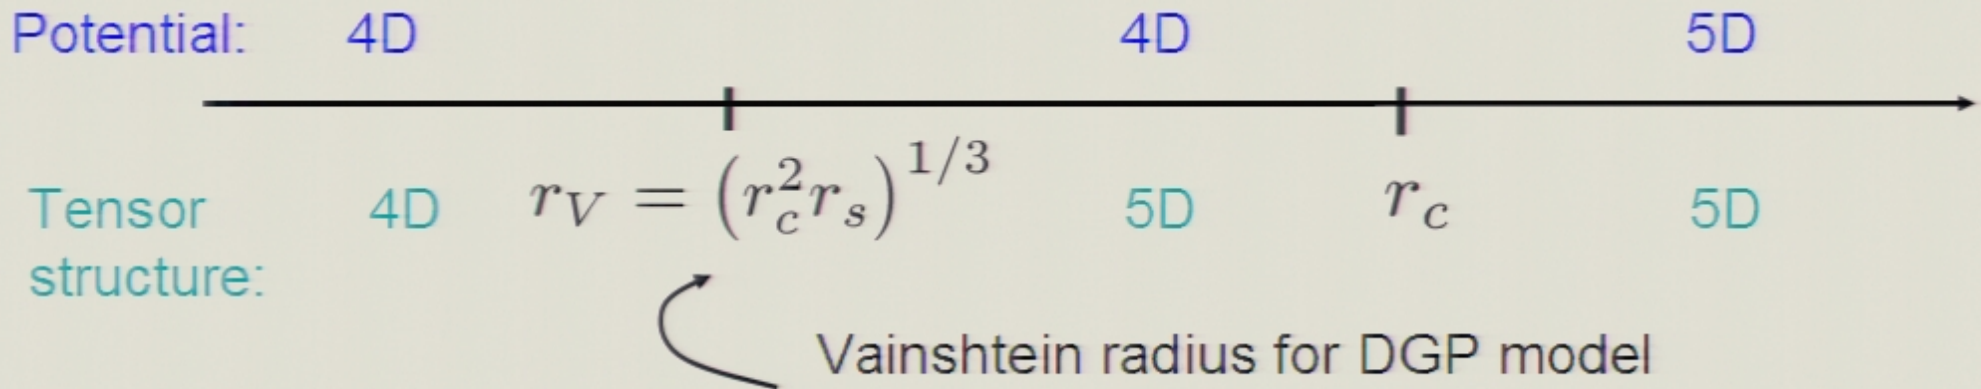 Potential: 4D 4D 5D
Tensor structure: 4D r_V = (r_c^2 r_s)^{1/3} 5D r_c 5D
Vainshtein radius for DGP model